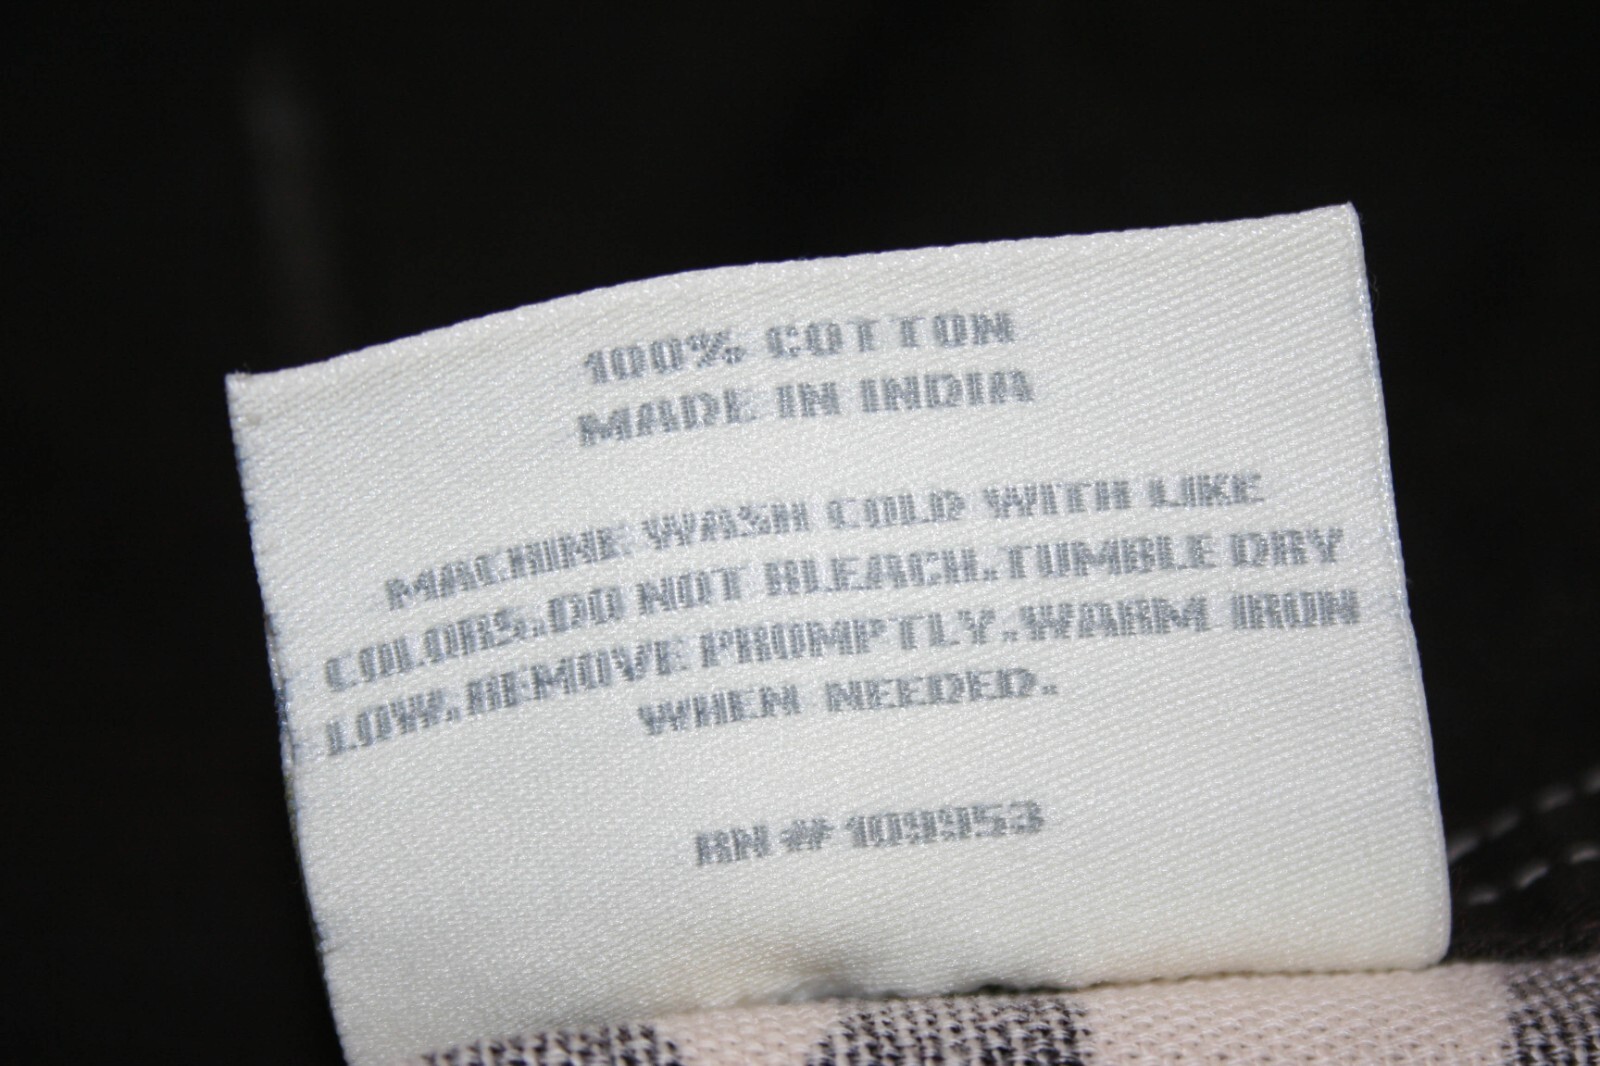 100% COTTON
MADE IN INDIA
MACHINE WASH COLD WITH LIKE
COLORS.DO NOT BLEACH.TUMBLE DRY
LOW.REMOVE PROMPTLY.WARM IRON
WHEN NEEDED.
RN # 109953